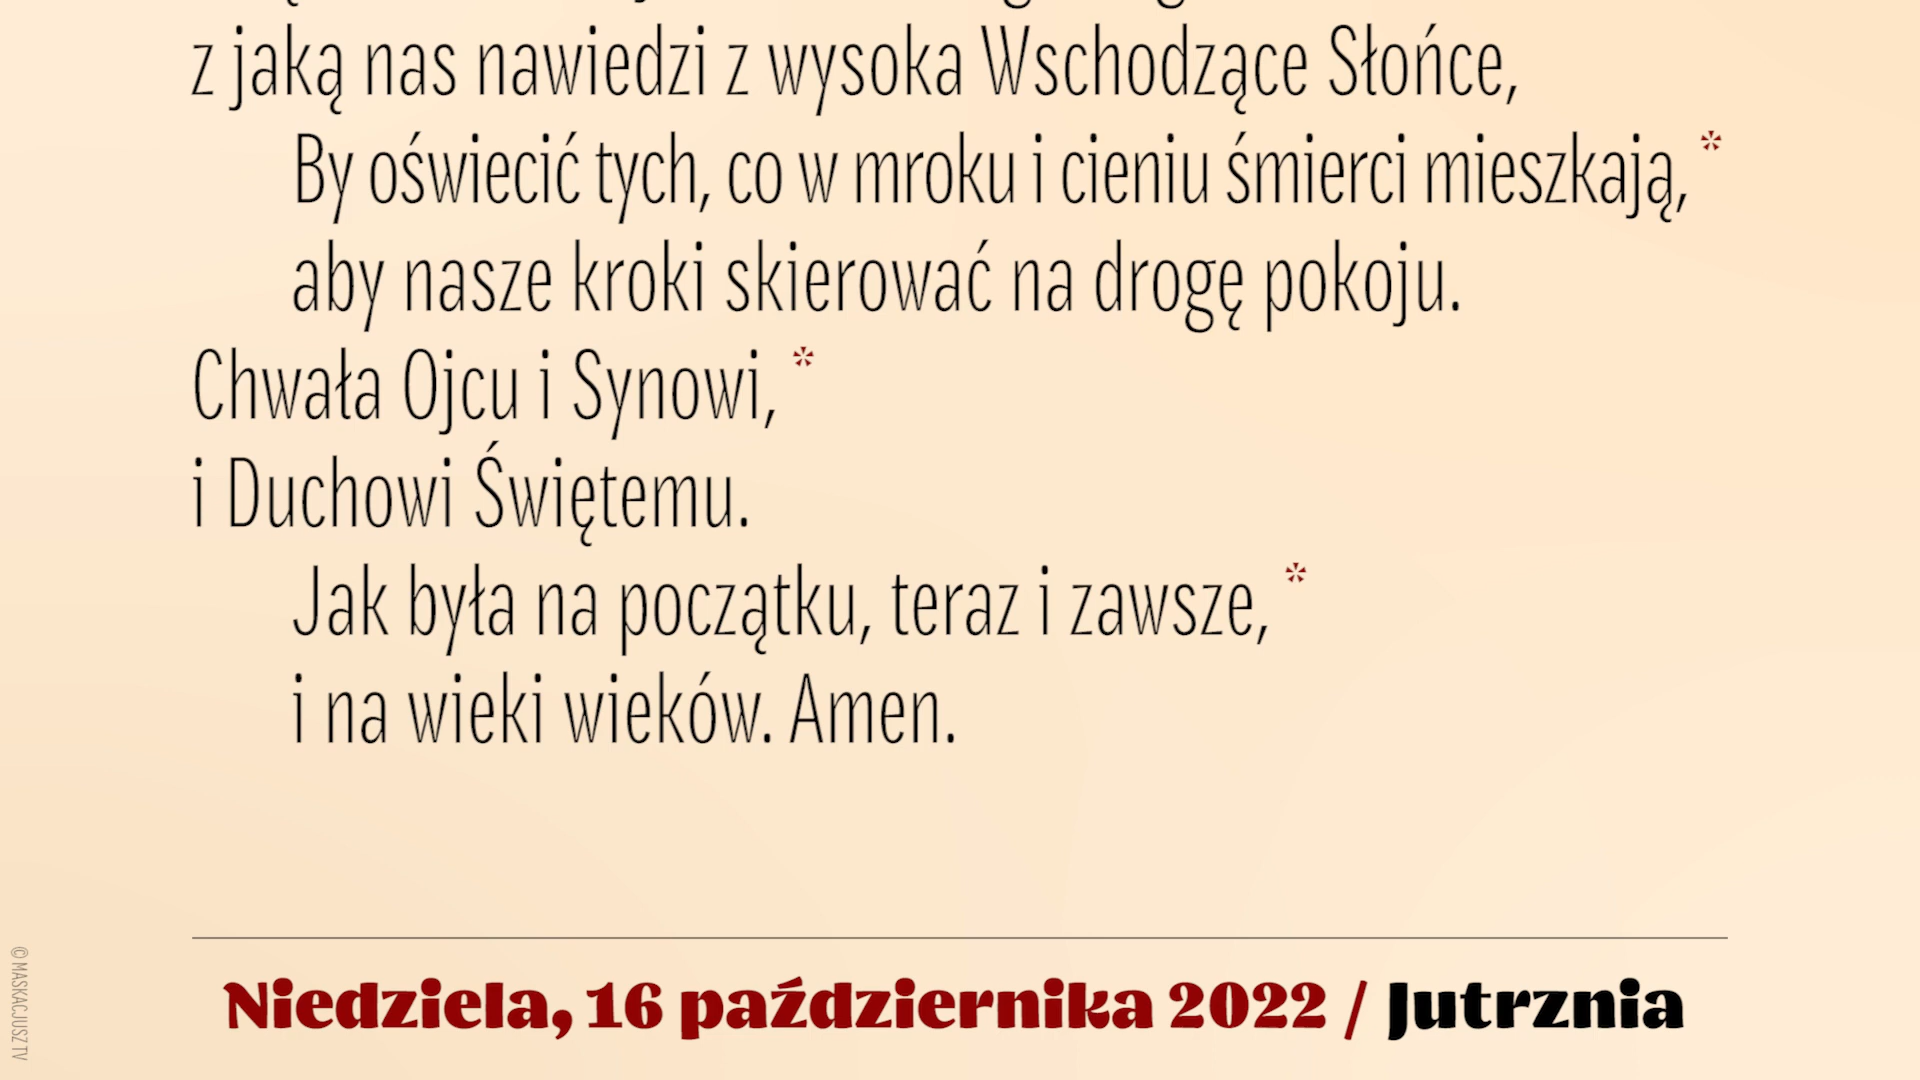 z jaką nas nawiedzi z wysoka Wschodzące Słońce,
By oświecić tych, co w mroku i cieniu śmierci mieszkają, *
aby nasze kroki skierować na drogę pokoju.
Chwała Ojcu i Synowi, *
i Duchowi Świętemu.
Jak była na początku, teraz i zawsze, *
i na wieki wieków. Amen.
Niedziela, 16 października 2022 / Jutrznia
© MASKACJUSZ TV